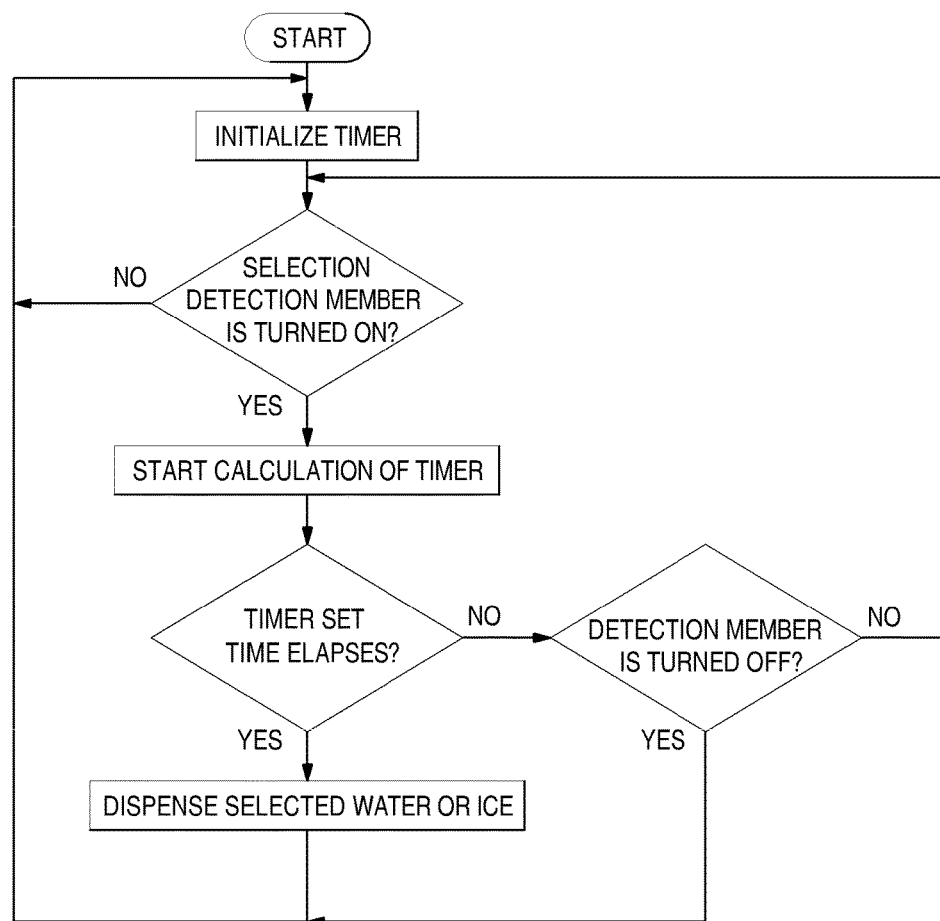 START
INITIALIZE TIMER
NO
SELECTION
DETECTION MEMBER
IS TURNED ON?
YES
START CALCULATION OF TIMER
TIMER SET
TIME ELAPSES?
NO
DETECTION MEMBER
IS TURNED OFF?
NO
YES
YES
DISPENSE SELECTED WATER OR ICE